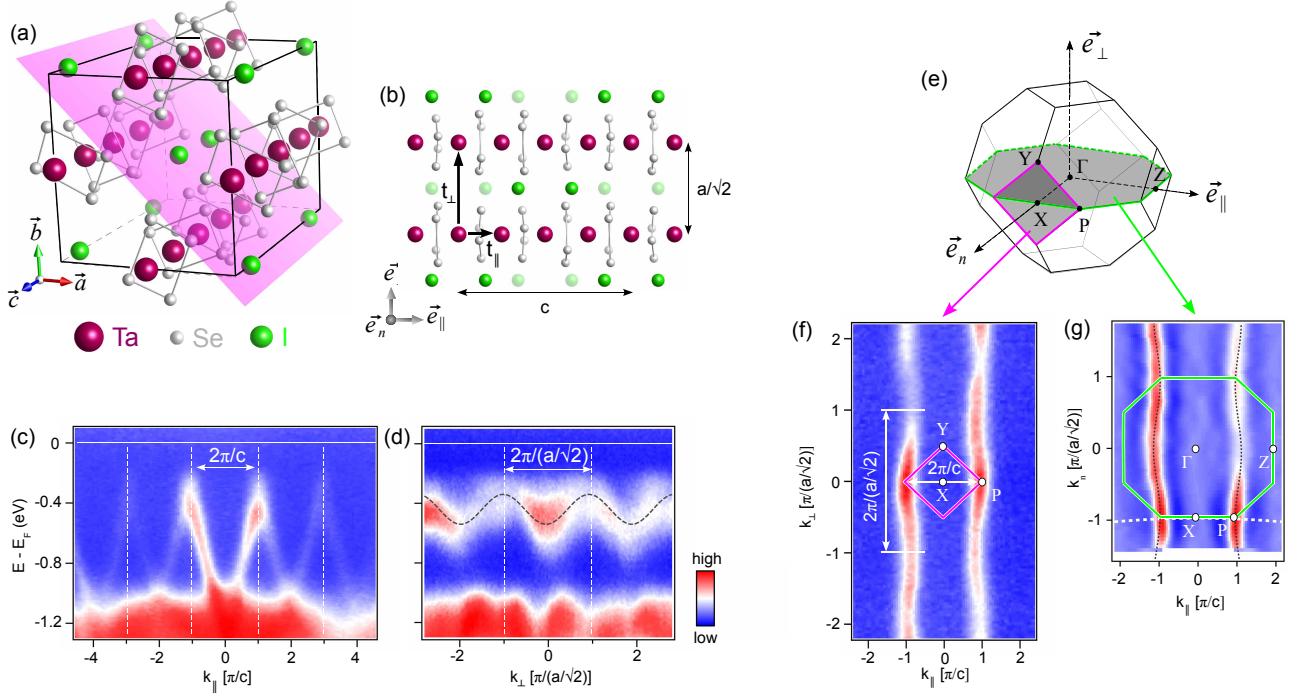 (a)
b⃗
c⃗
a⃗
Ta
Se
I
(b)
t⊥
t∥
a/√2
c
e⃗
e⃗n
e⃗∥
(c)
E - EF (eV)
0
-0.4
-0.8
-1.2
2π/c
-4
-2
0
2
4
k∥ [π/c]
(d)
2π/(a/√2)
-2
0
2
k⊥ [π/(a/√2)]
high
low
(e)
e⃗⊥
Y
Γ
Z
e⃗∥
X
P
e⃗n
(f)
k⊥ [π/(a/√2)]
2
1
0
-1
-2
2π/(a/√2)
Y
2π/c
X
P
-2
-1
0
1
2
k∥ [π/c]
(g)
kn [π/(a/√2)]
1
0
-1
Γ
Z
X
P
-2
-1
0
1
2
k∥ [π/c]